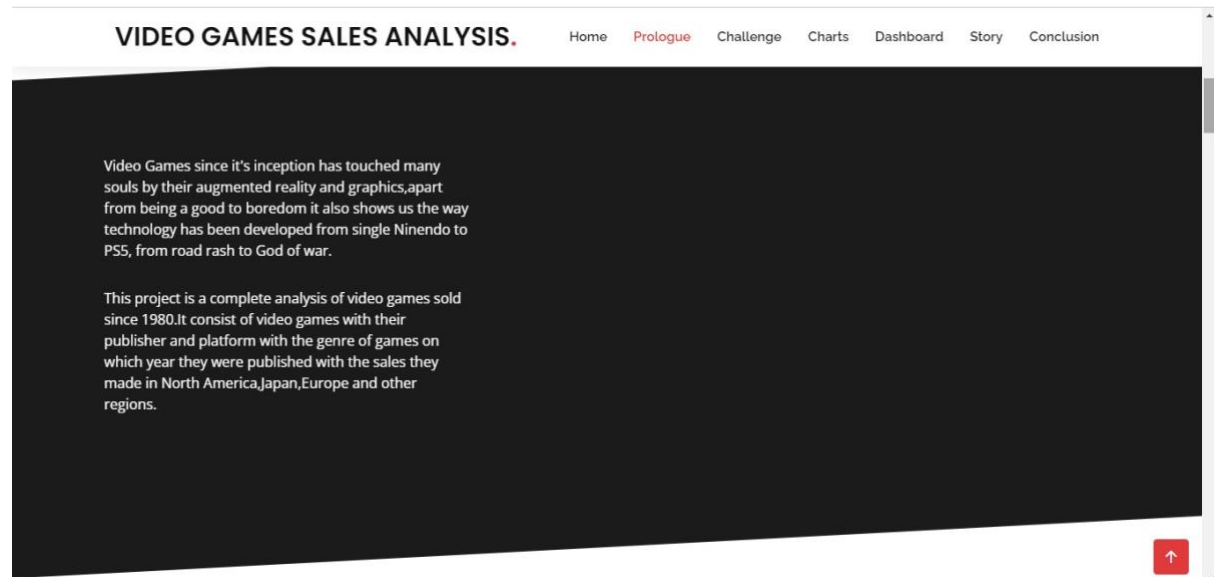 VIDEO GAMES SALES ANALYSIS.
Home Prologue Challenge Charts Dashboard Story Conclusion
Video Games since it's inception has touched many
souls by their augmented reality and graphics,apart
from being a good to boredom it also shows us the way
technology has been developed from single Ninendo to
PS5, from road rash to God of war.
This project is a complete analysis of video games sold
since 1980.It consist of video games with their
publisher and platform with the genre of games on
which year they were published with the sales they
made in North America,Japan,Europe and other
regions.